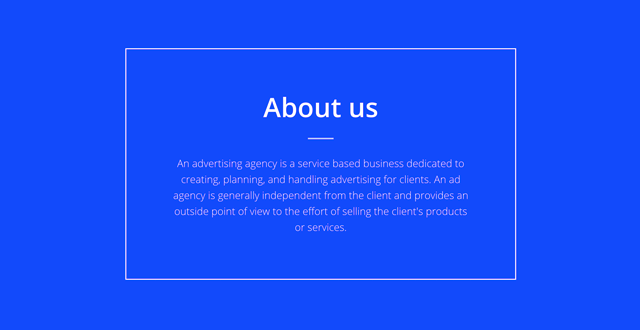 About us
An advertising agency is a service based business dedicated to
creating, planning, and handling advertising for clients. An ad
agency is generally independent from the client and provides an
outside point of view to the effort of selling the client's products
or services.